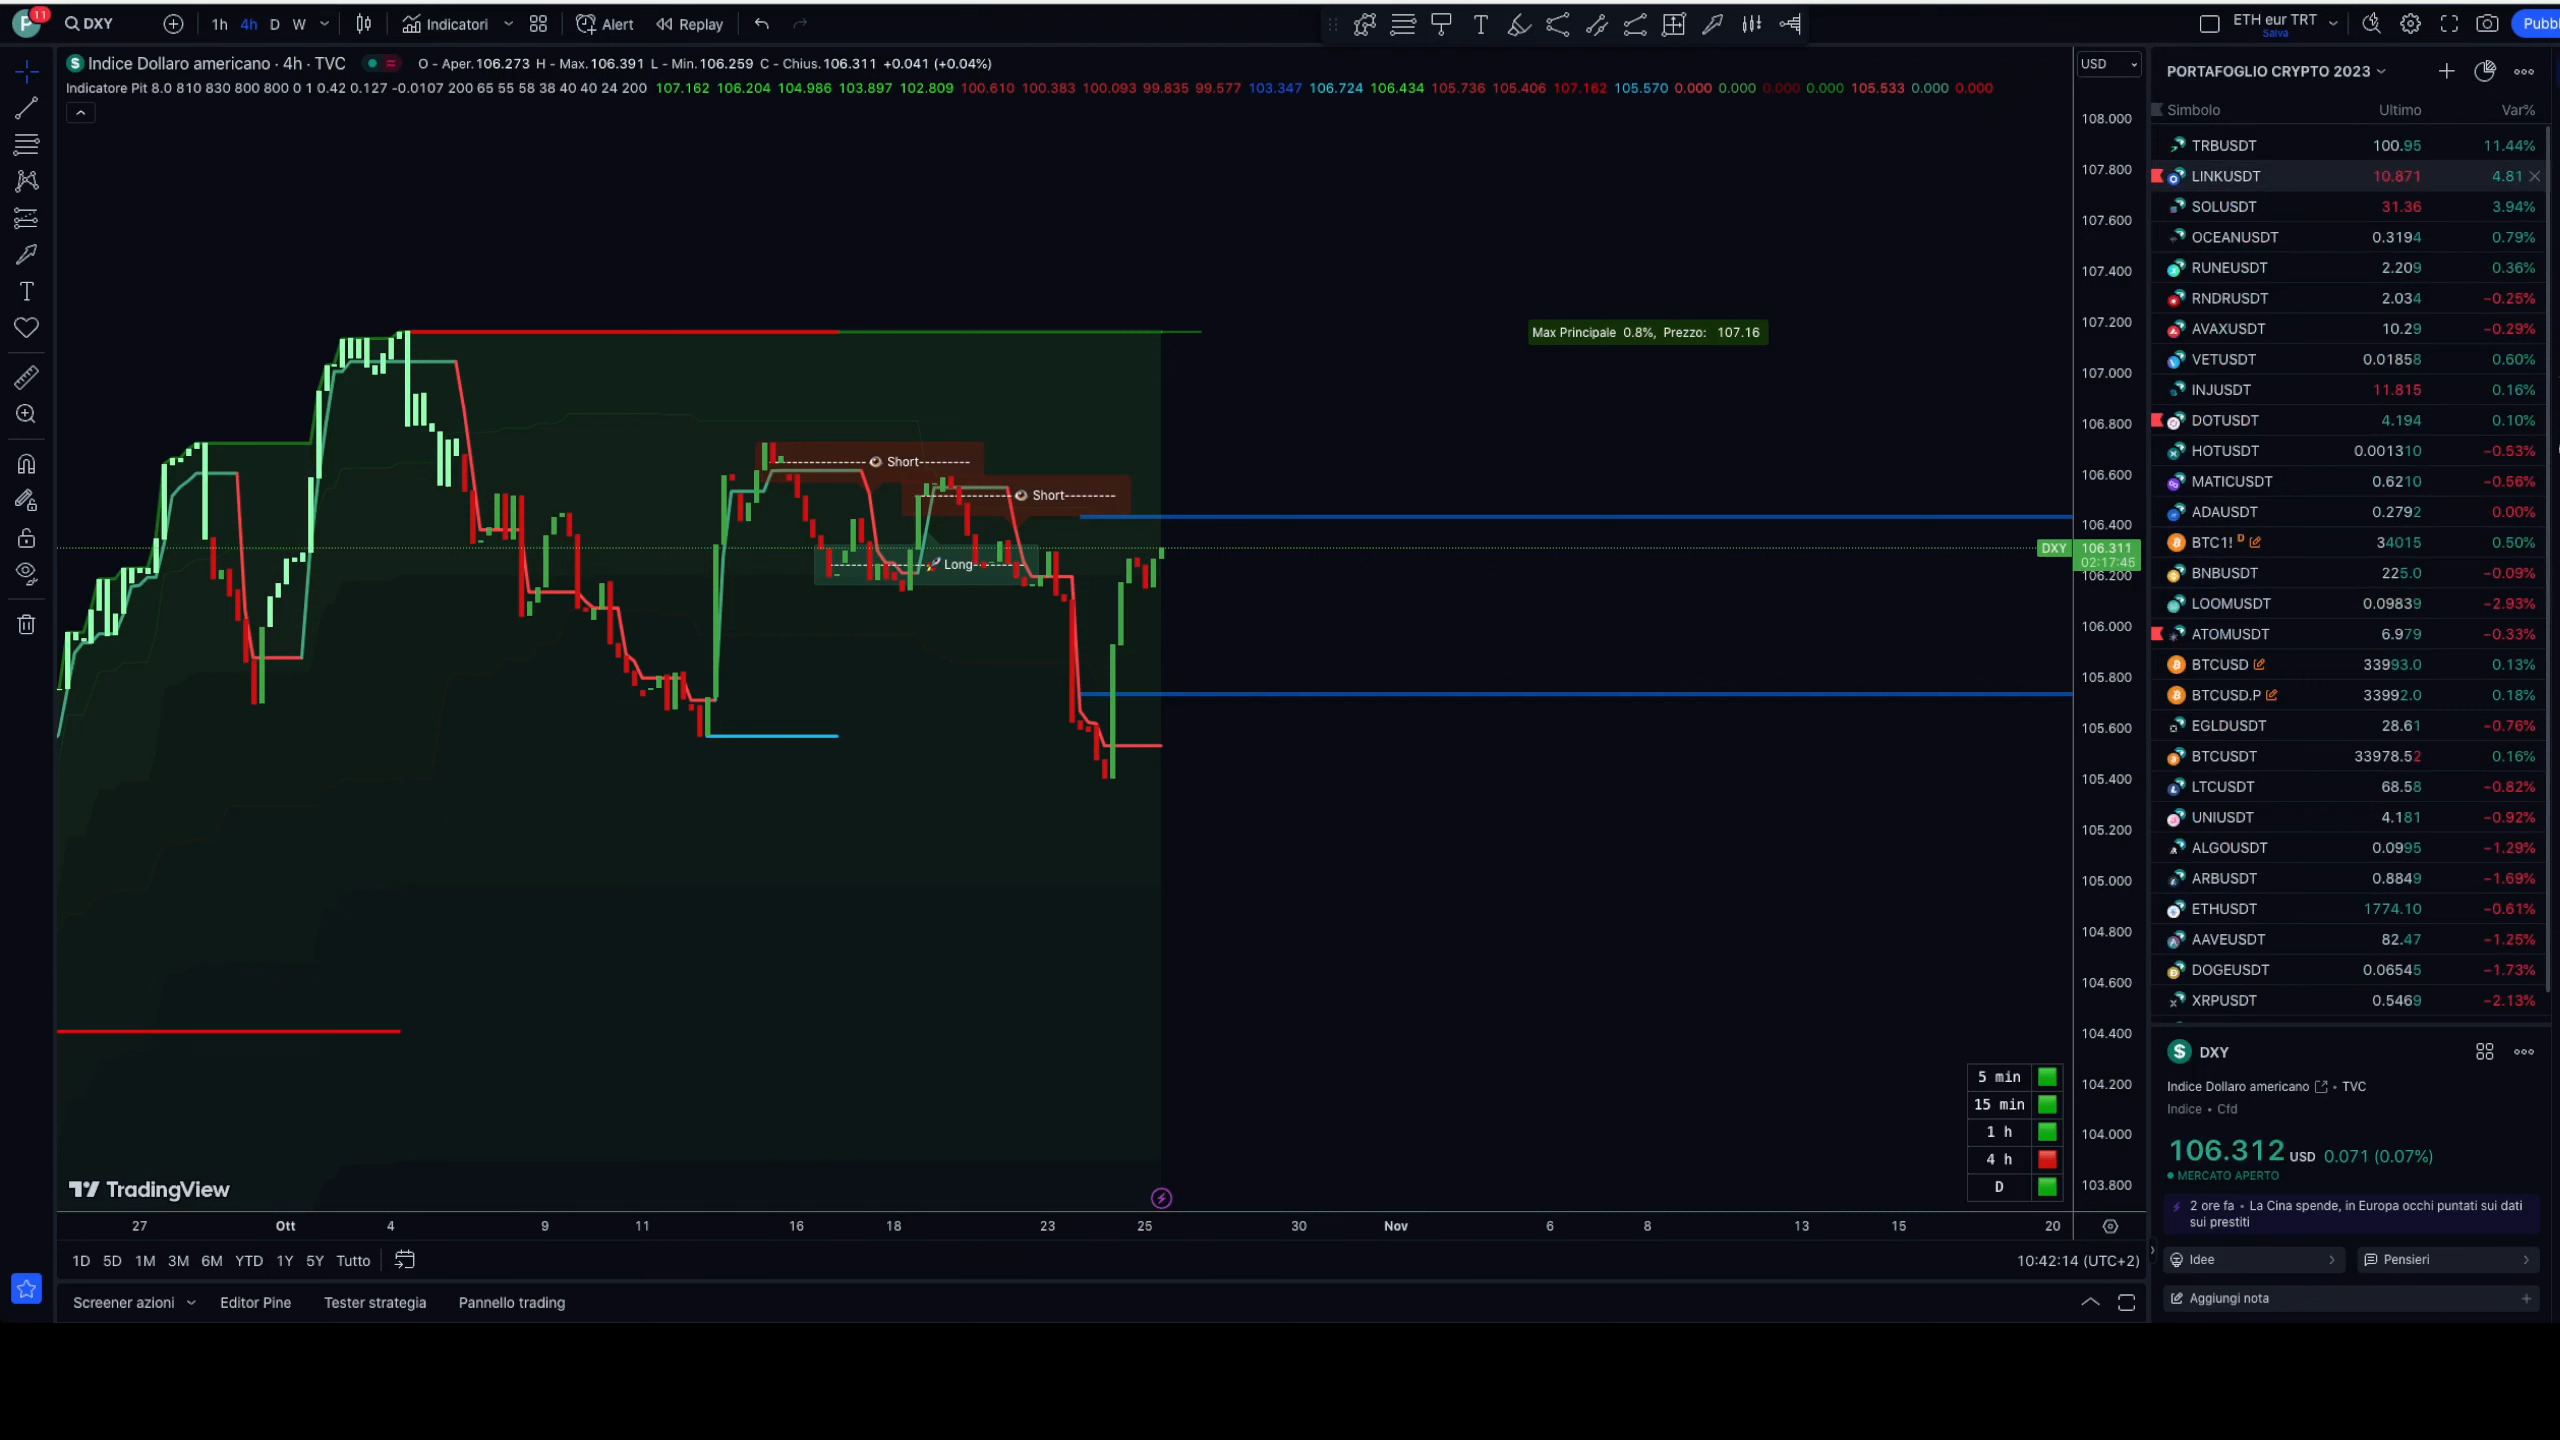 P 11
DXY
1h 4h D W
Indicatori
Alert
Replay
ETH eur TRT
Salva
Pubbl
Indice Dollaro americano · 4h · TVC
O - Aper.106.273 H - Max.106.391 L - Min.106.259 C - Chius.106.311 +0.041 (+0.04%)
Indicatore Pit 8.0 810 830 800 800 0 1 0.42 0.127 -0.0107 200 65 55 58 38 40 40 24 200 107.162 106.204 104.986 103.897 102.809 100.610 100.383 100.093 99.835 99.577 103.347 106.724 106.434 105.736 105.406 107.162 105.570 0.000 0.000 0.000 0.000 105.533 0.000 0.000
USD
108.000
107.800
107.600
107.400
107.200
107.000
106.800
106.600
106.400
DXY 106.311
02:17:45
106.200
106.000
105.800
105.600
105.400
105.200
105.000
104.800
104.600
104.400
104.200
104.000
103.800
Max Principale 0.8%, Prezzo: 107.16
Short
Short
Long
5 min
15 min
1 h
4 h
D
TradingView
27 Ott 4 9 11 16 18 23 25 30 Nov 6 8 13 15 20
1D 5D 1M 3M 6M YTD 1Y 5Y Tutto
10:42:14 (UTC+2)
Screener azioni
Editor Pine
Tester strategia
Pannello trading
PORTAFOGLIO CRYPTO 2023
Simbolo Ultimo Var%
TRBUSDT 100.95 11.44%
LINKUSDT 10.871 4.81
SOLUSDT 31.36 3.94%
OCEANUSDT 0.3194 0.79%
RUNEUSDT 2.209 0.36%
RNDRUSDT 2.034 −0.25%
AVAXUSDT 10.29 −0.29%
VETUSDT 0.01858 0.60%
INJUSDT 11.815 0.16%
DOTUSDT 4.194 0.10%
HOTUSDT 0.001310 −0.53%
MATICUSDT 0.6210 −0.56%
ADAUSDT 0.2792 0.00%
BTC1! D 34015 0.50%
BNBUSDT 225.0 −0.09%
LOOMUSDT 0.09839 −2.93%
ATOMUSDT 6.979 −0.33%
BTCUSD 33993.0 0.13%
BTCUSD.P 33992.0 0.18%
EGLDUSDT 28.61 −0.76%
BTCUSDT 33978.52 0.16%
LTCUSDT 68.58 −0.82%
UNIUSDT 4.181 −0.92%
ALGOUSDT 0.0995 −1.29%
ARBUSDT 0.8849 −1.69%
ETHUSDT 1774.10 −0.61%
AAVEUSDT 82.47 −1.25%
DOGEUSDT 0.06545 −1.73%
XRPUSDT 0.5469 −2.13%
DXY
Indice Dollaro americano • TVC
Indice • Cfd
106.312 USD 0.071 (0.07%)
MERCATO APERTO
2 ore fa • La Cina spende, in Europa occhi puntati sui dati
sui prestiti
Idee
Pensieri
Aggiungi nota